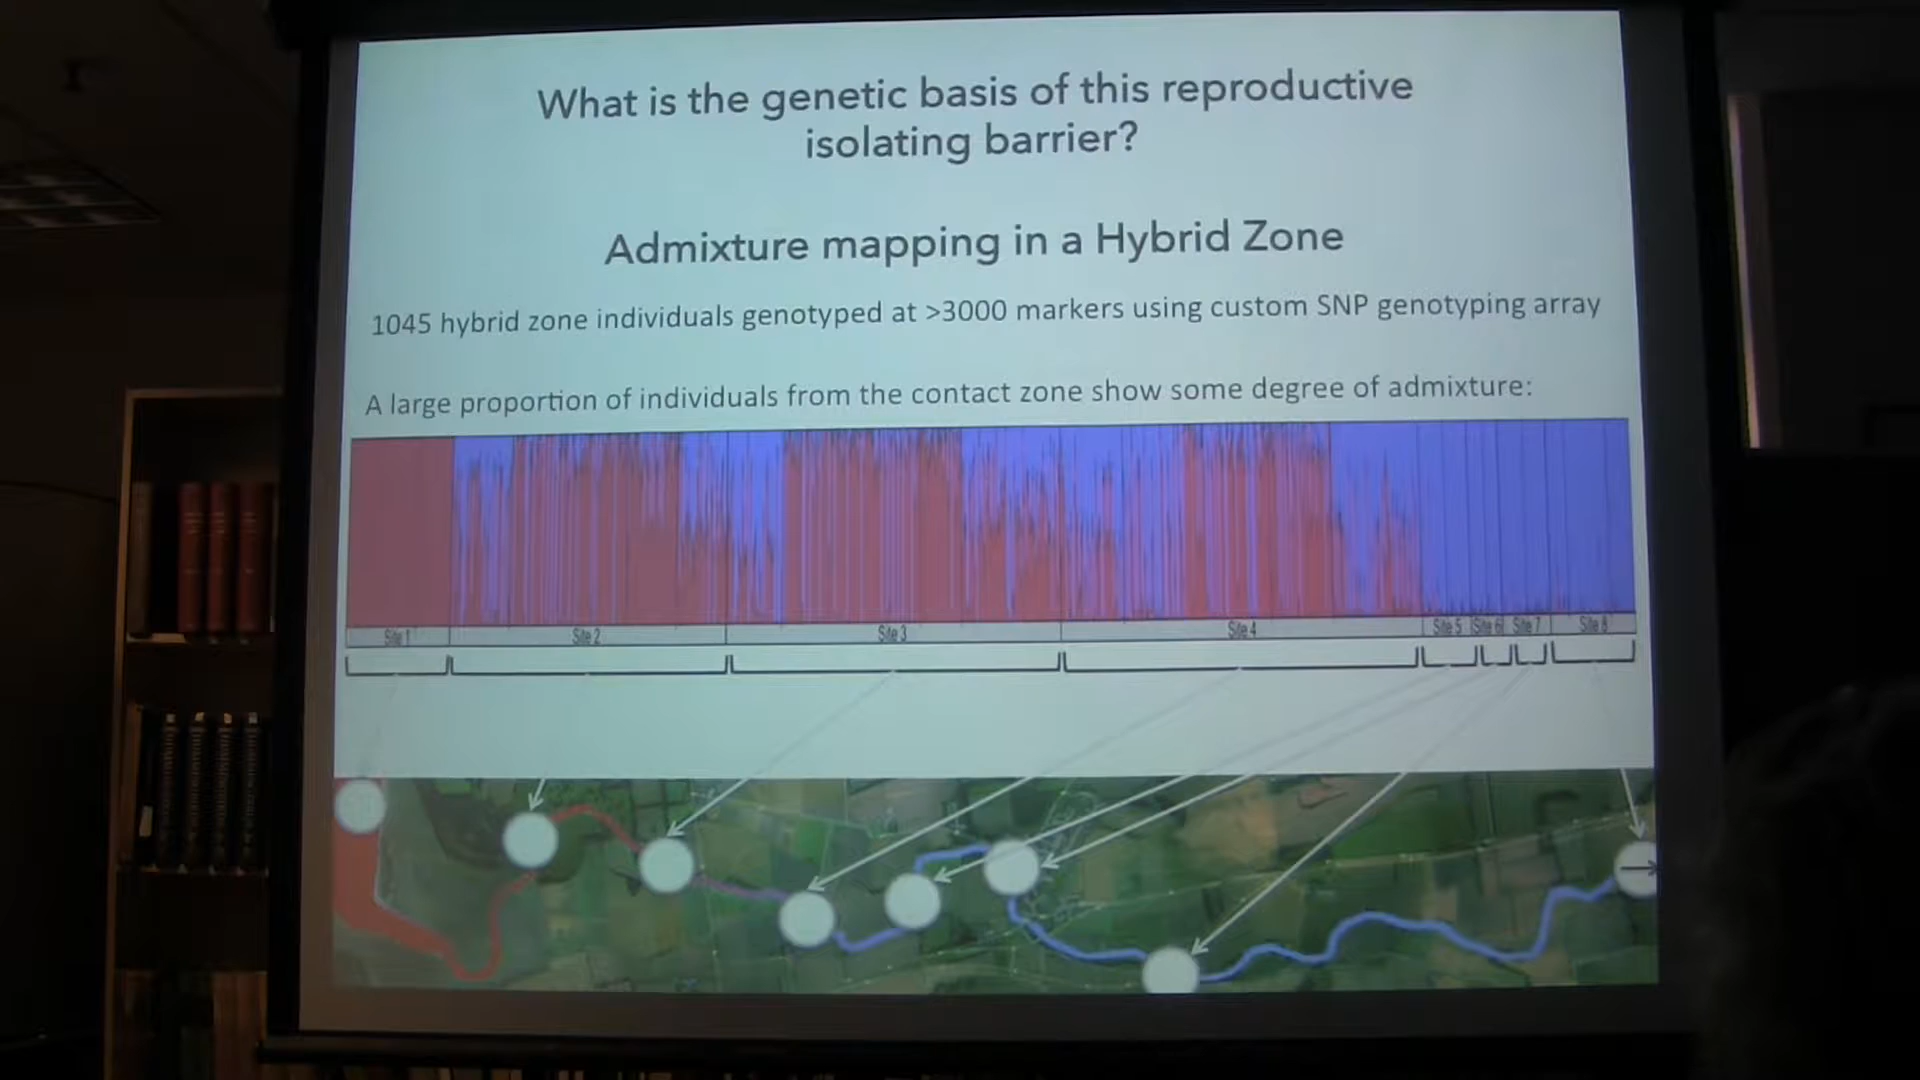 What is the genetic basis of this reproductive
isolating barrier?
Admixture mapping in a Hybrid Zone
1045 hybrid zone individuals genotyped at >3000 markers using custom SNP genotyping array
A large proportion of individuals from the contact zone show some degree of admixture:
Site 1 Site 2 Site 3 Site 4 Site 5 Site 6 Site 7 Site 8